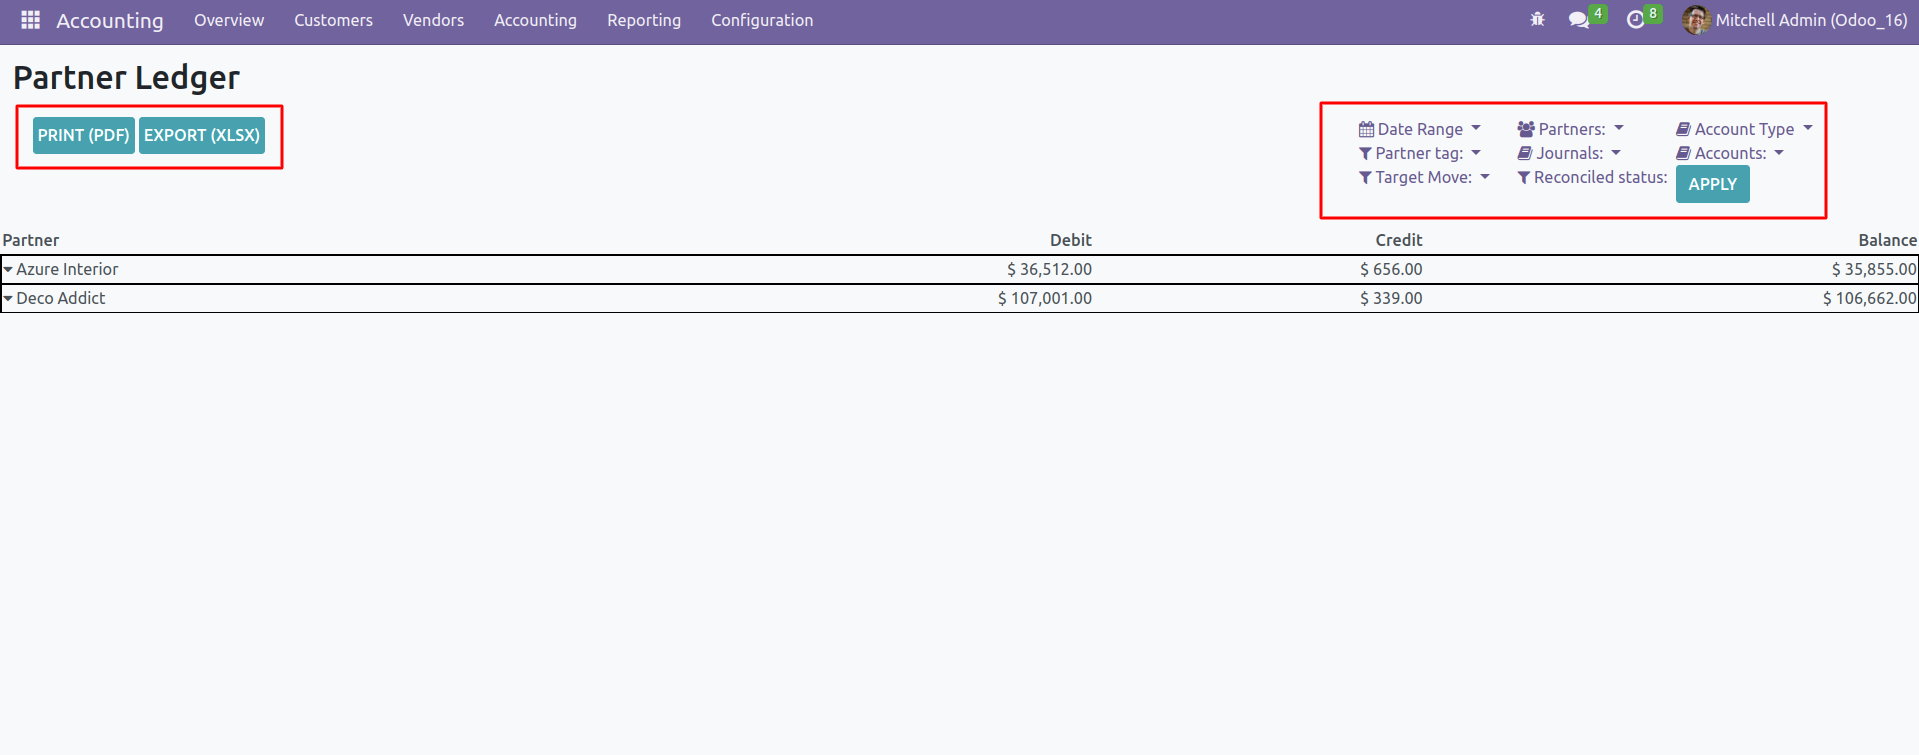 Accounting Overview Customers Vendors Accounting Reporting Configuration 4 8 Mitchell Admin (Odoo_16)
Partner Ledger
PRINT (PDF) EXPORT (XLSX)
Date Range Partners: Account Type
Partner tag: Journals: Accounts:
Target Move: Reconciled status: APPLY
Partner Debit Credit Balance
Azure Interior $ 36,512.00 $ 656.00 $ 35,855.00
Deco Addict $ 107,001.00 $ 339.00 $ 106,662.00